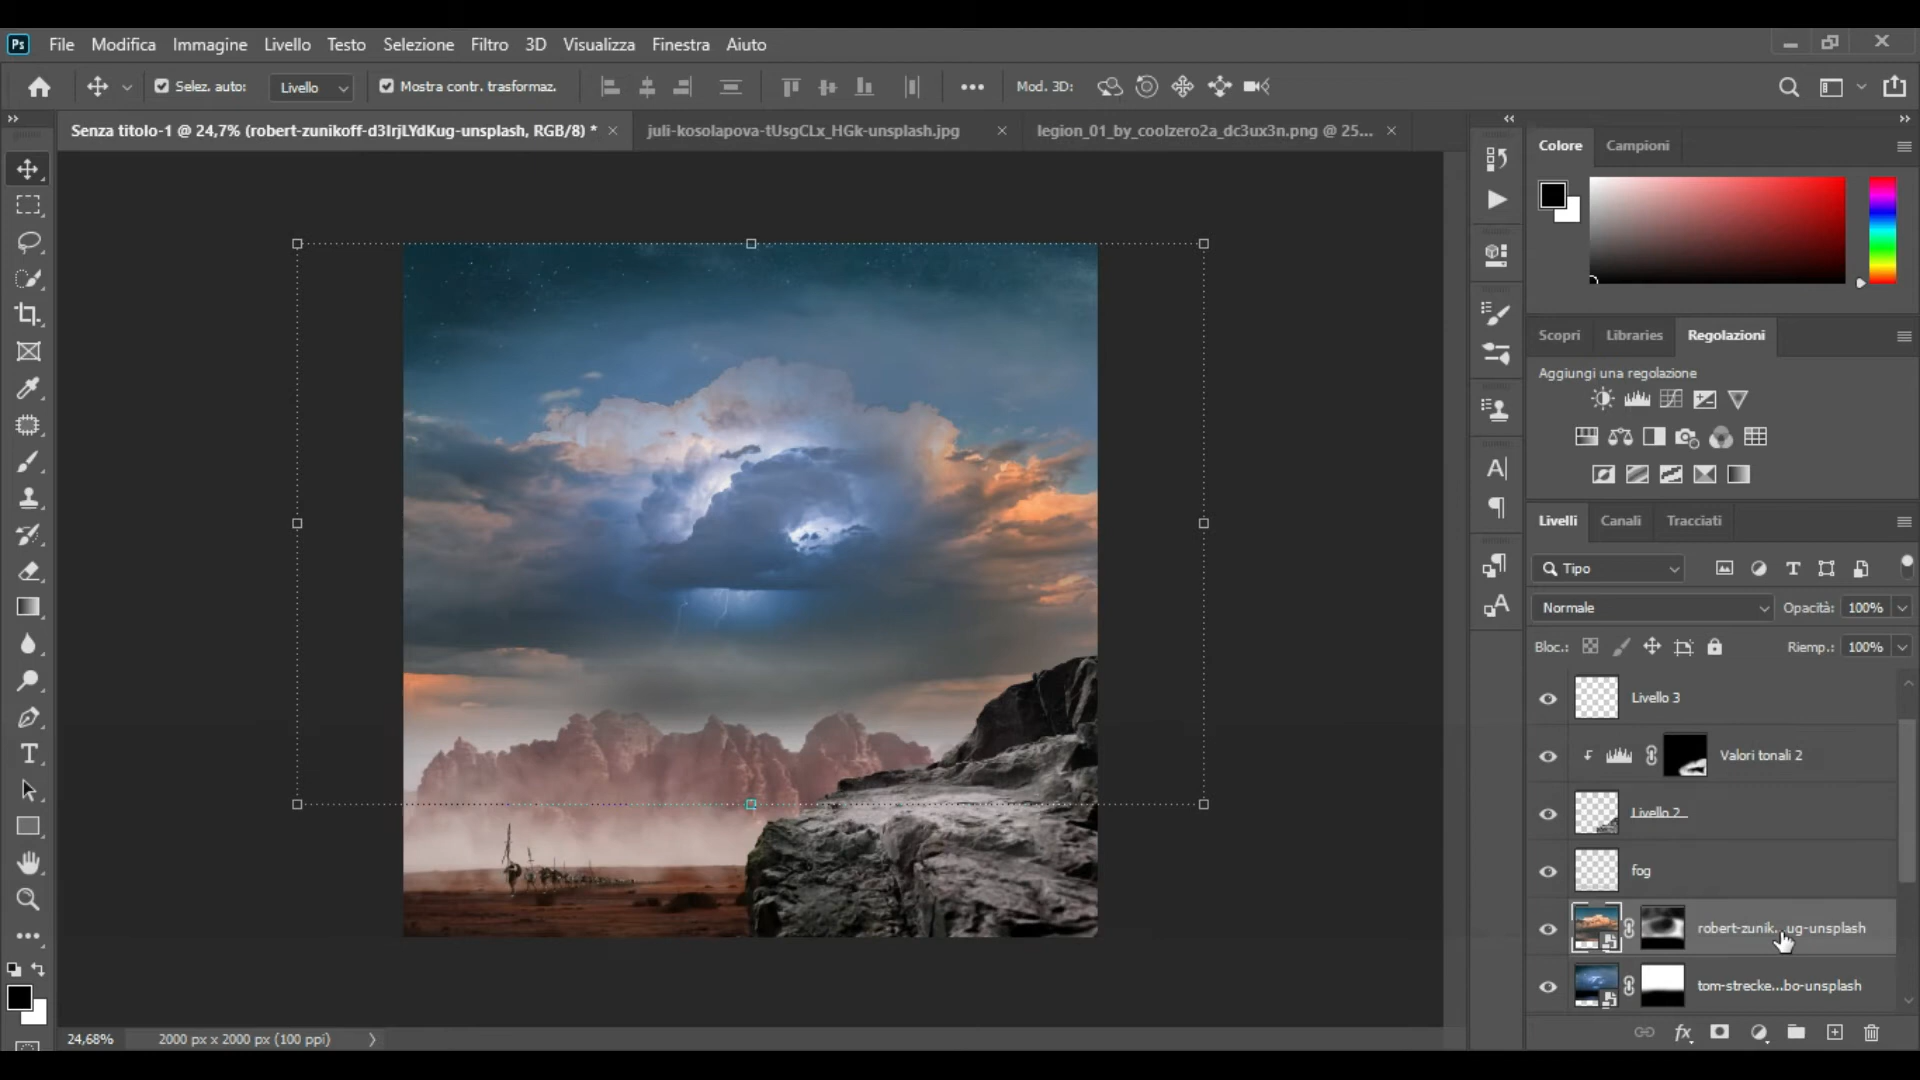 Ps File Modifica Immagine Livello Testo Selezione Filtro 3D Visualizza Finestra Aiuto
Selez. auto: Livello Mostra contr. trasformaz. Mod. 3D:
Senza titolo-1 @ 24,7% (robert-zunikoff-d3IrjLYdKug-unsplash, RGB/8) * juli-kosolapova-tUsgCLx_HGk-unsplash.jpg legion_01_by_coolzero2a_dc3ux3n.png @ 25...
Colore Campioni
Scopri Libraries Regolazioni
Aggiungi una regolazione
Livelli Canali Tracciati
Tipo
Normale Opacità: 100%
Bloc.: Riemp.: 100%
Livello 3
Valori tonali 2
Livello 2
fog
robert-zunik...ug-unsplash
tom-strecke...bo-unsplash
24,68% 2000 px x 2000 px (100 ppi)